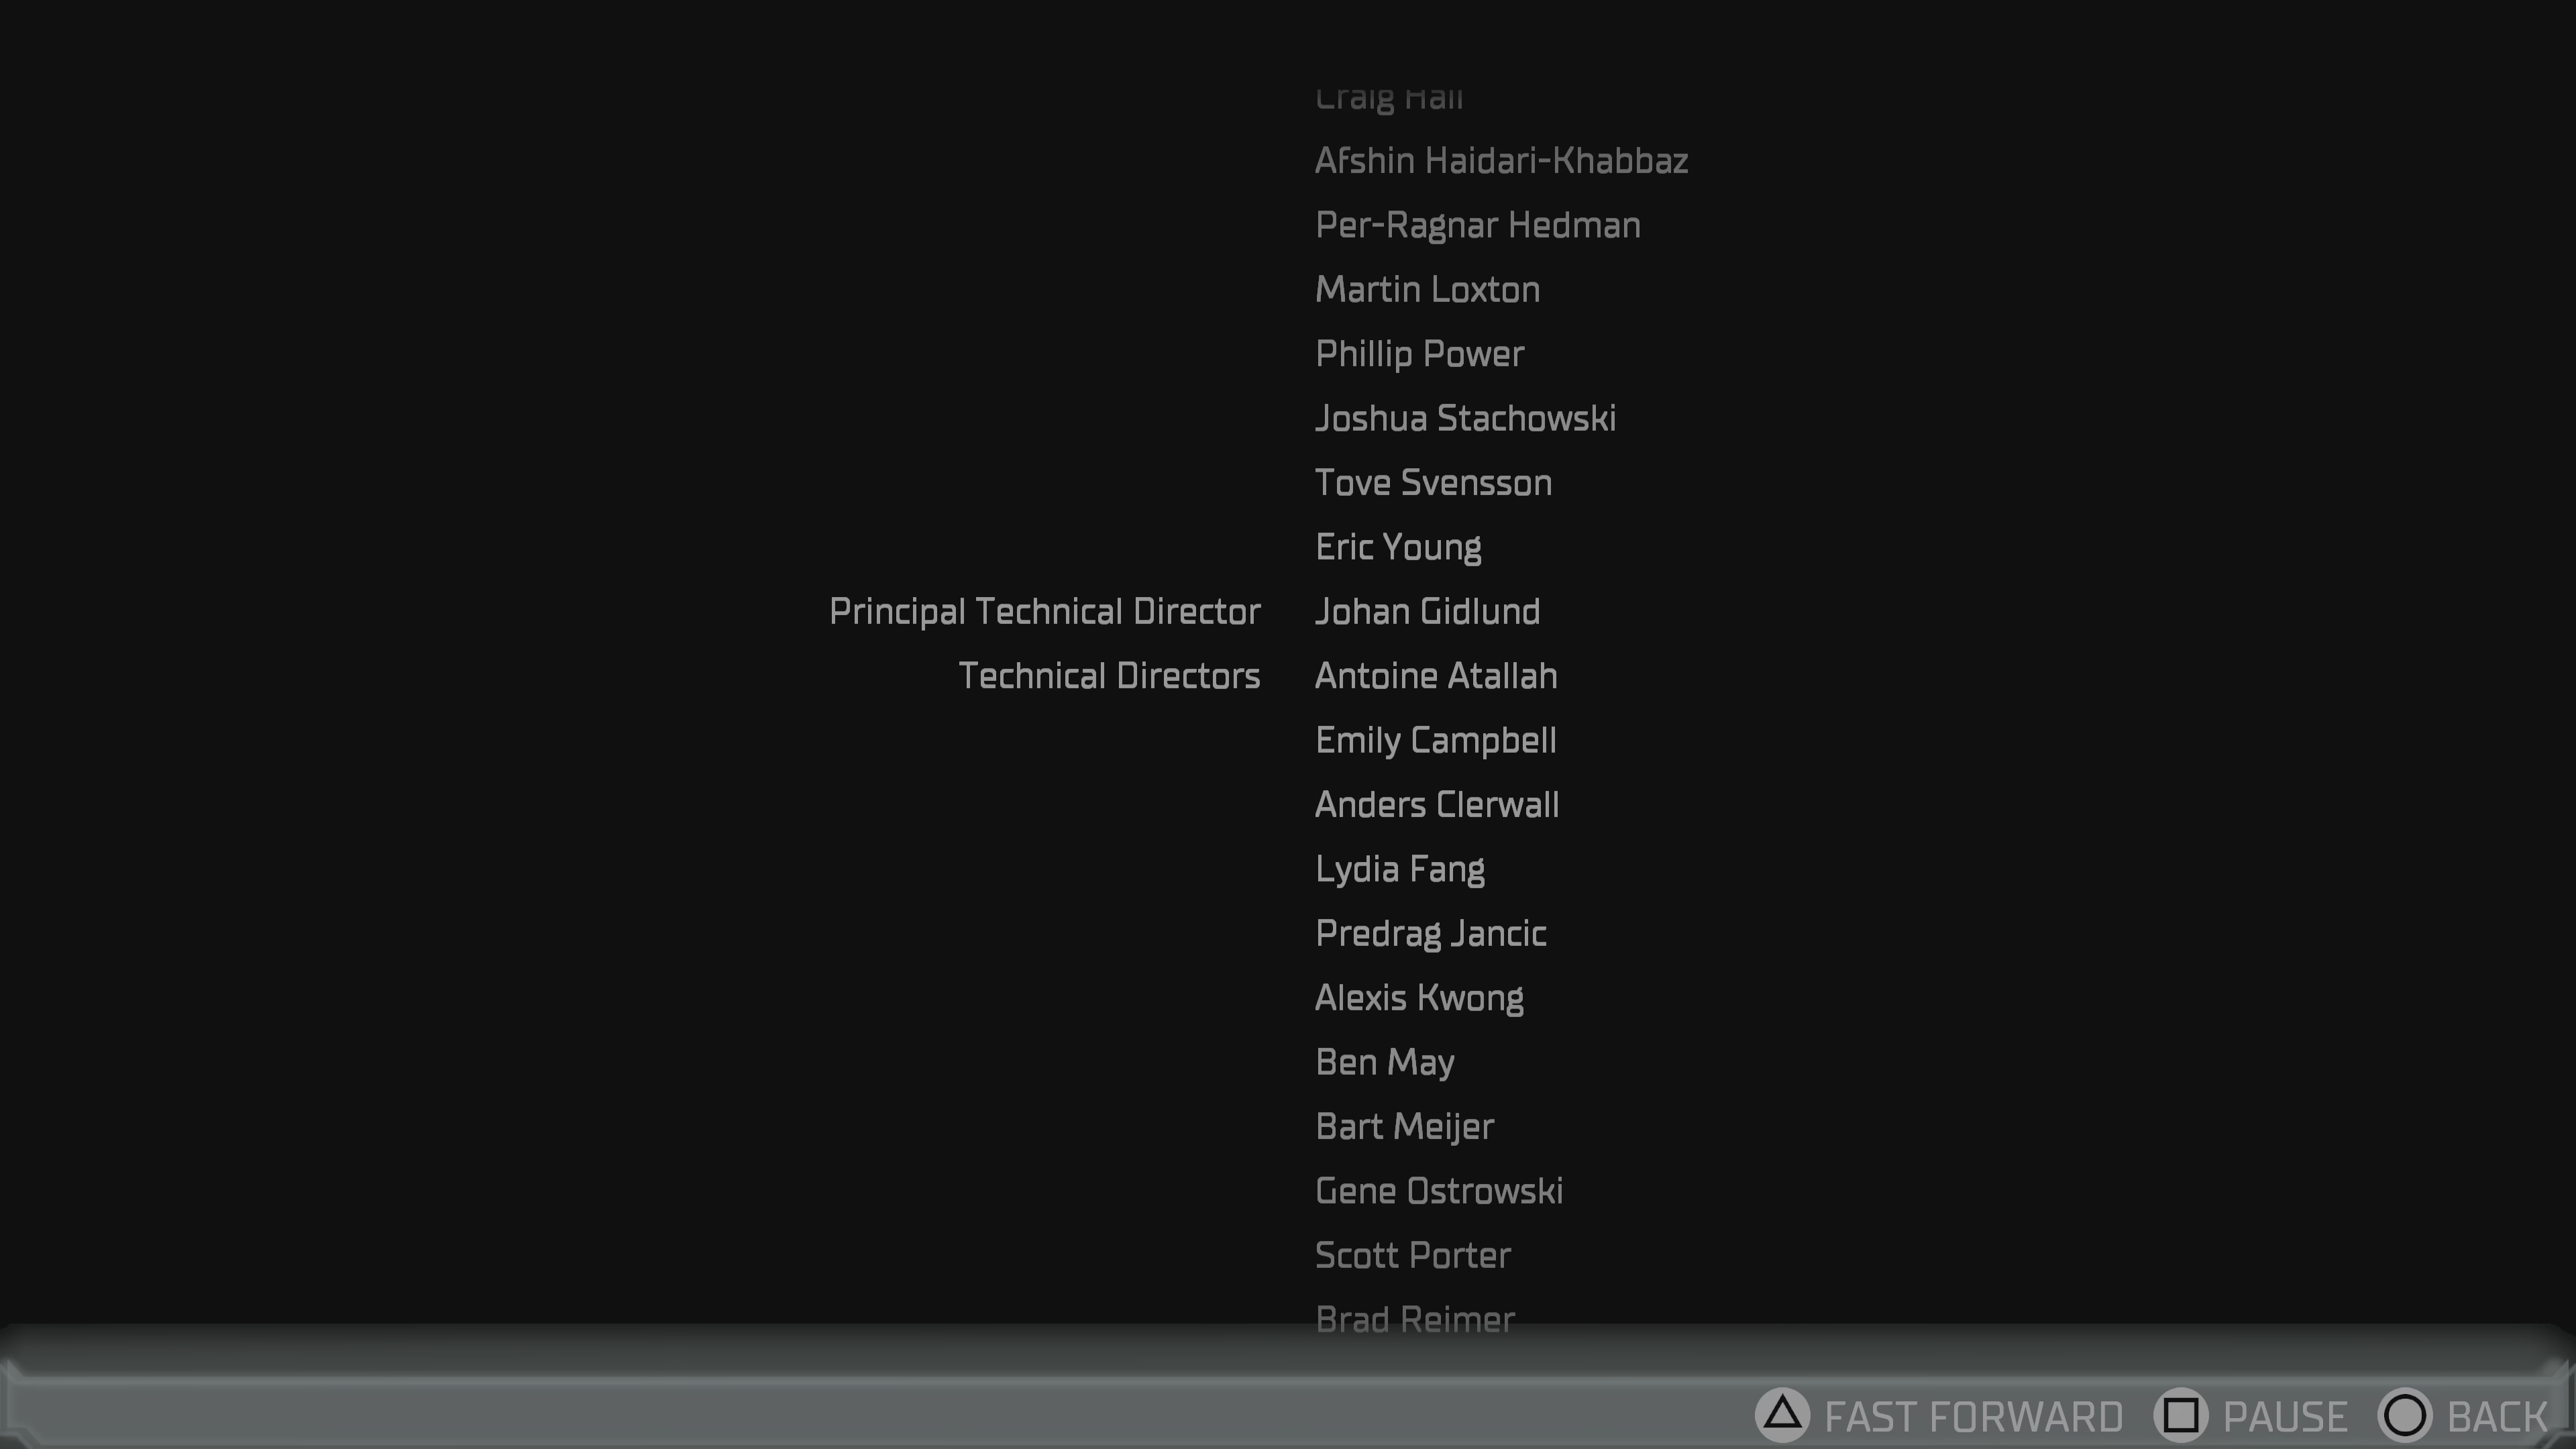 Craig Hall
Afshin Haidari-Khabbaz
Per-Ragnar Hedman
Martin Loxton
Phillip Power
Joshua Stachowski
Tove Svensson
Eric Young
Principal Technical Director Johan Gidlund
Technical Directors Antoine Atallah
Emily Campbell
Anders Clerwall
Lydia Fang
Predrag Jancic
Alexis Kwong
Ben May
Bart Meijer
Gene Ostrowski
Scott Porter
Brad Reimer
FAST FORWARD PAUSE BACK